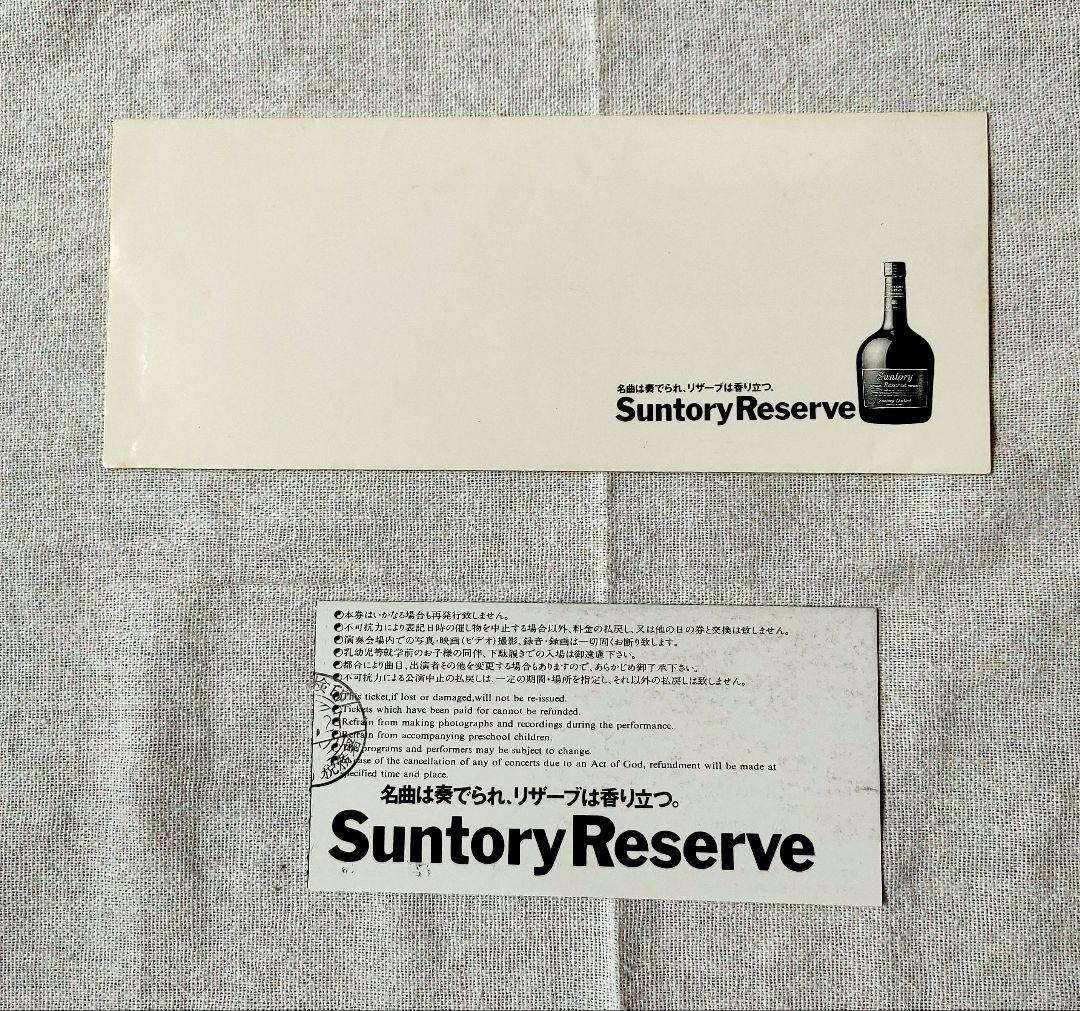 名曲は奏でられ、リザーブは香り立つ。
Suntory Reserve
Suntory
Reserve
Suntory Limited
●本券はいかなる場合も再発行致しません。
●不可抗力により表記日時の催し物を中止する場合以外、料金の払戻し、又は他の日の券と交換は致しません。
●演奏会場内での写真・映画(ビデオ)撮影、録音・録画は一切固くお断り致します。
●乳幼児等就学前のお子様の同伴、下駄履きでの入場は御遠慮下さい。
●都合により曲目、出演者その他を変更する場合もありますので、あらかじめ御了承下さい。
●不可抗力による公演中止の払戻しは、一定の期間・場所を指定し、それ以外の払戻しは致しません。
●This ticket,if lost or damaged,will not be re-issued.
●Tickets which have been paid for cannot be refunded.
●Refrain from making photographs and recordings during the performance.
●Refrain from accompanying preschool children.
●The programs and performers may be subject to change.
●In case of the cancellation of any of concerts due to an Act of God, refundment will be made at
specified time and place.
名曲は奏でられ、リザーブは香り立つ。
Suntory Reserve